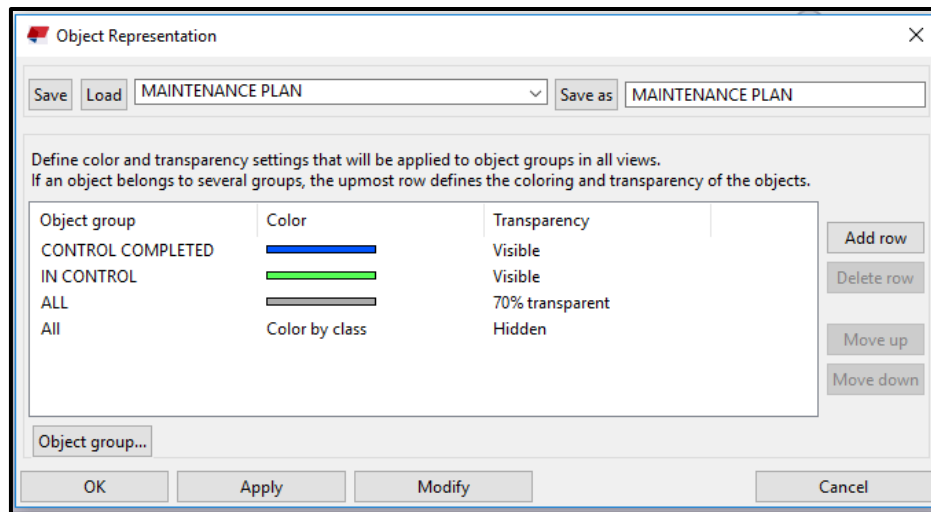 Object Representation
Save Load MAINTENANCE PLAN Save as MAINTENANCE PLAN
Define color and transparency settings that will be applied to object groups in all views.
If an object belongs to several groups, the upmost row defines the coloring and transparency of the objects.
Object group Color Transparency
CONTROL COMPLETED Visible
IN CONTROL Visible
ALL 70% transparent
All Color by class Hidden
Add row
Delete row
Move up
Move down
Object group...
OK Apply Modify Cancel